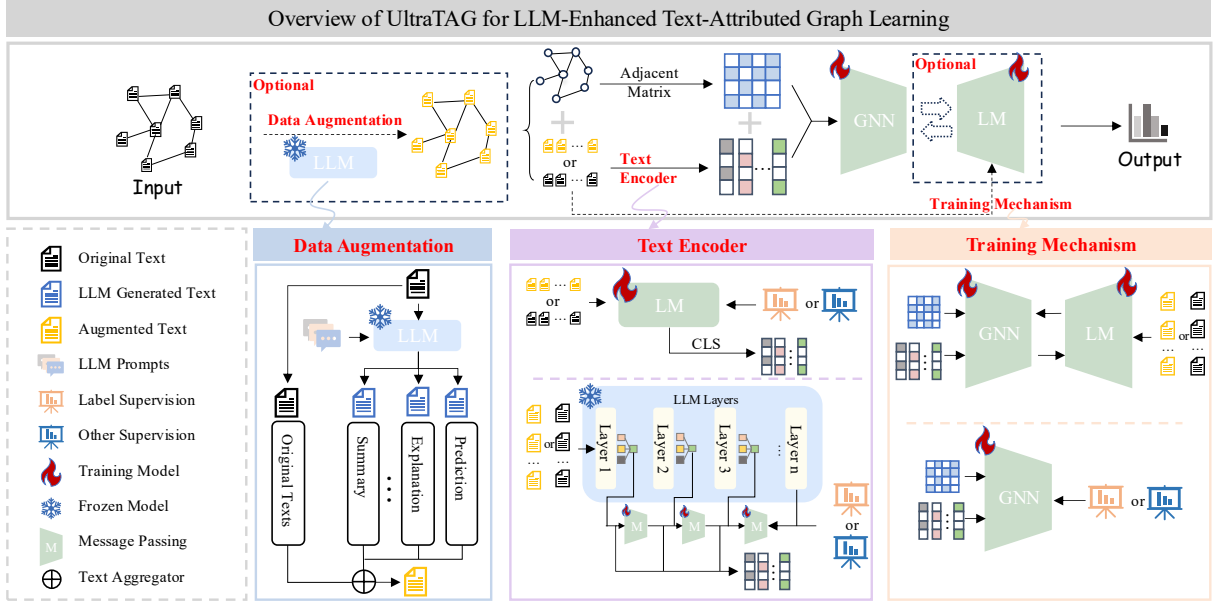 Overview of UltraTAG for LLM-Enhanced Text-Attributed Graph Learning
Input
Optional
Data Augmentation
LLM
or
Adjacent
Matrix
Text
Encoder
GNN
Optional
LM
Training Mechanism
Output
Original Text
LLM Generated Text
Augmented Text
LLM Prompts
Label Supervision
Other Supervision
Training Model
Frozen Model
M
Message Passing
Text Aggregator
Data Augmentation
LLM
Original Texts
Summary
Explanation
Prediction
Text Encoder
or
LM
or
CLS
LLM Layers
or
Layer 1
Layer 2
Layer 3
Layer n
M
M
M
or
Training Mechanism
GNN
LM
or
GNN
or